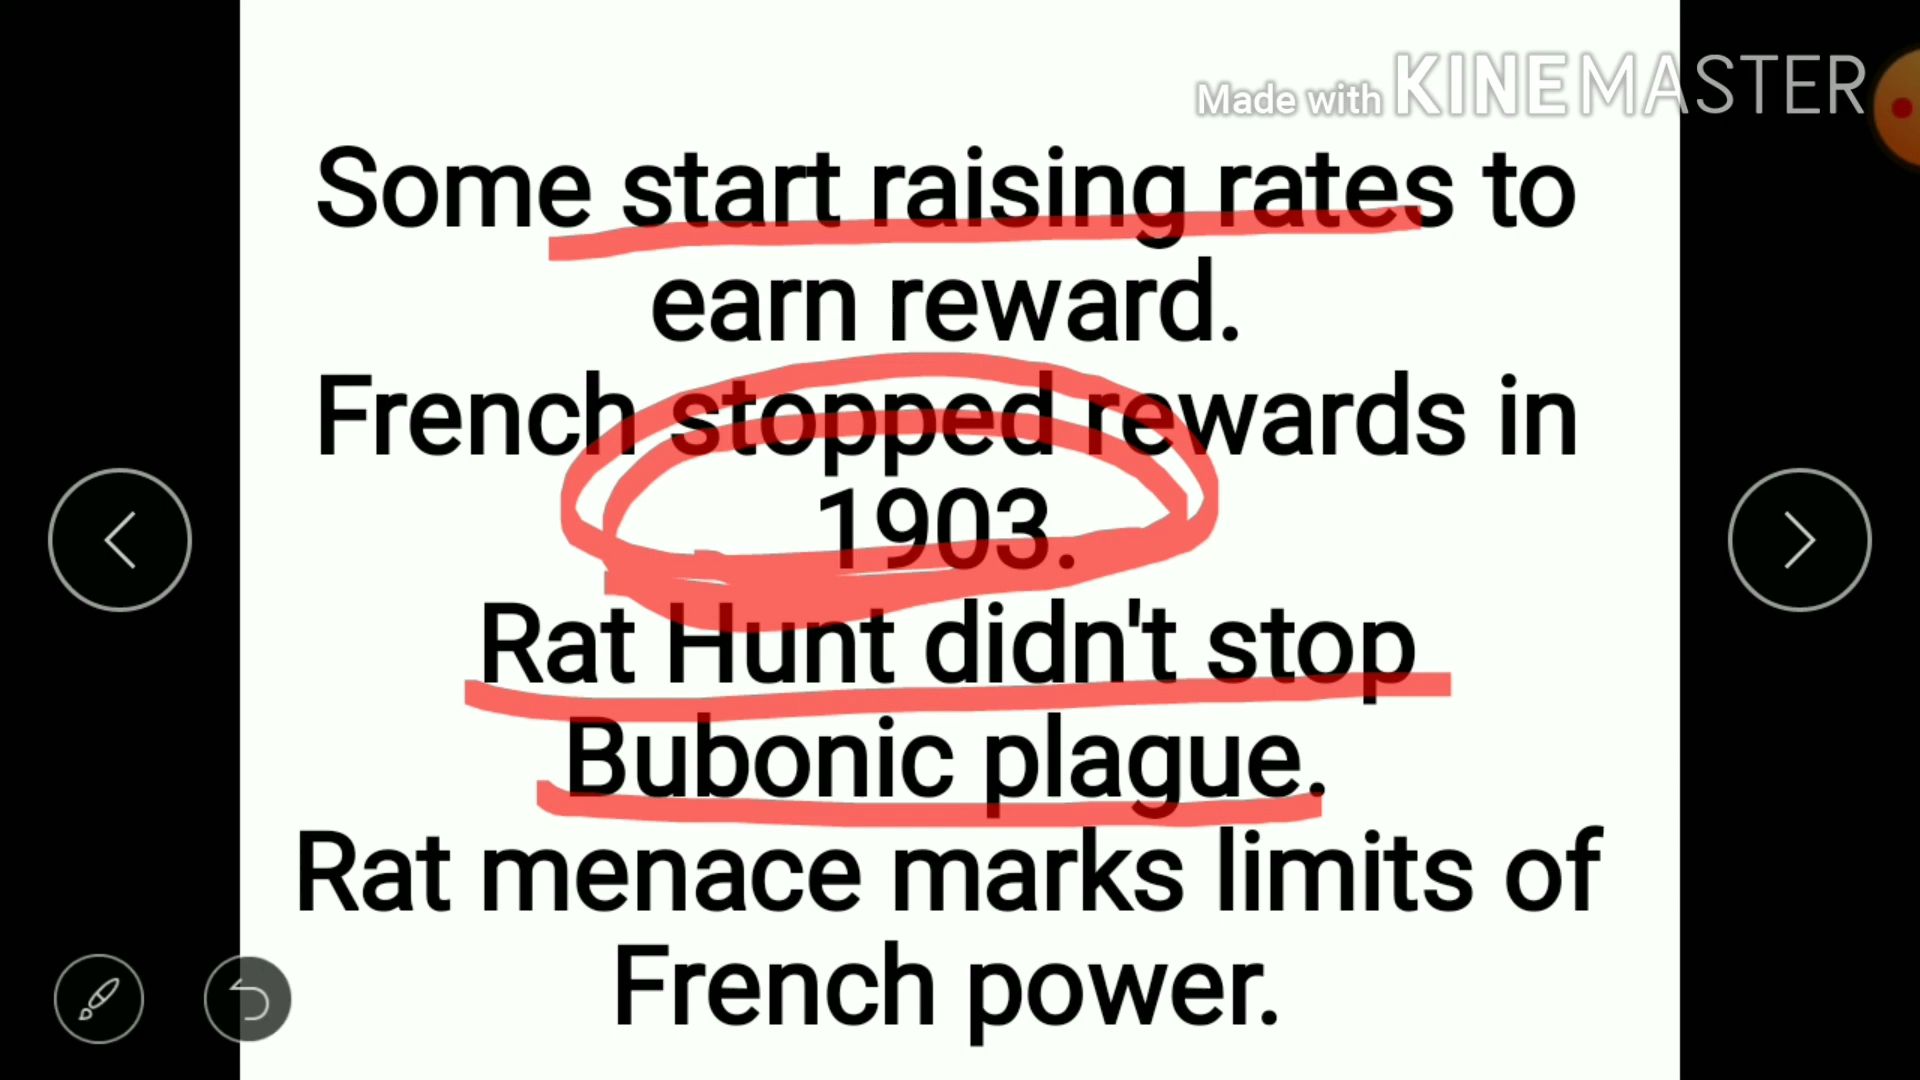 Made with KINEMASTER
Some start raising rates to
earn reward.
French stopped rewards in
1903.
Rat Hunt didn't stop
Bubonic plague.
Rat menace marks limits of
French power.